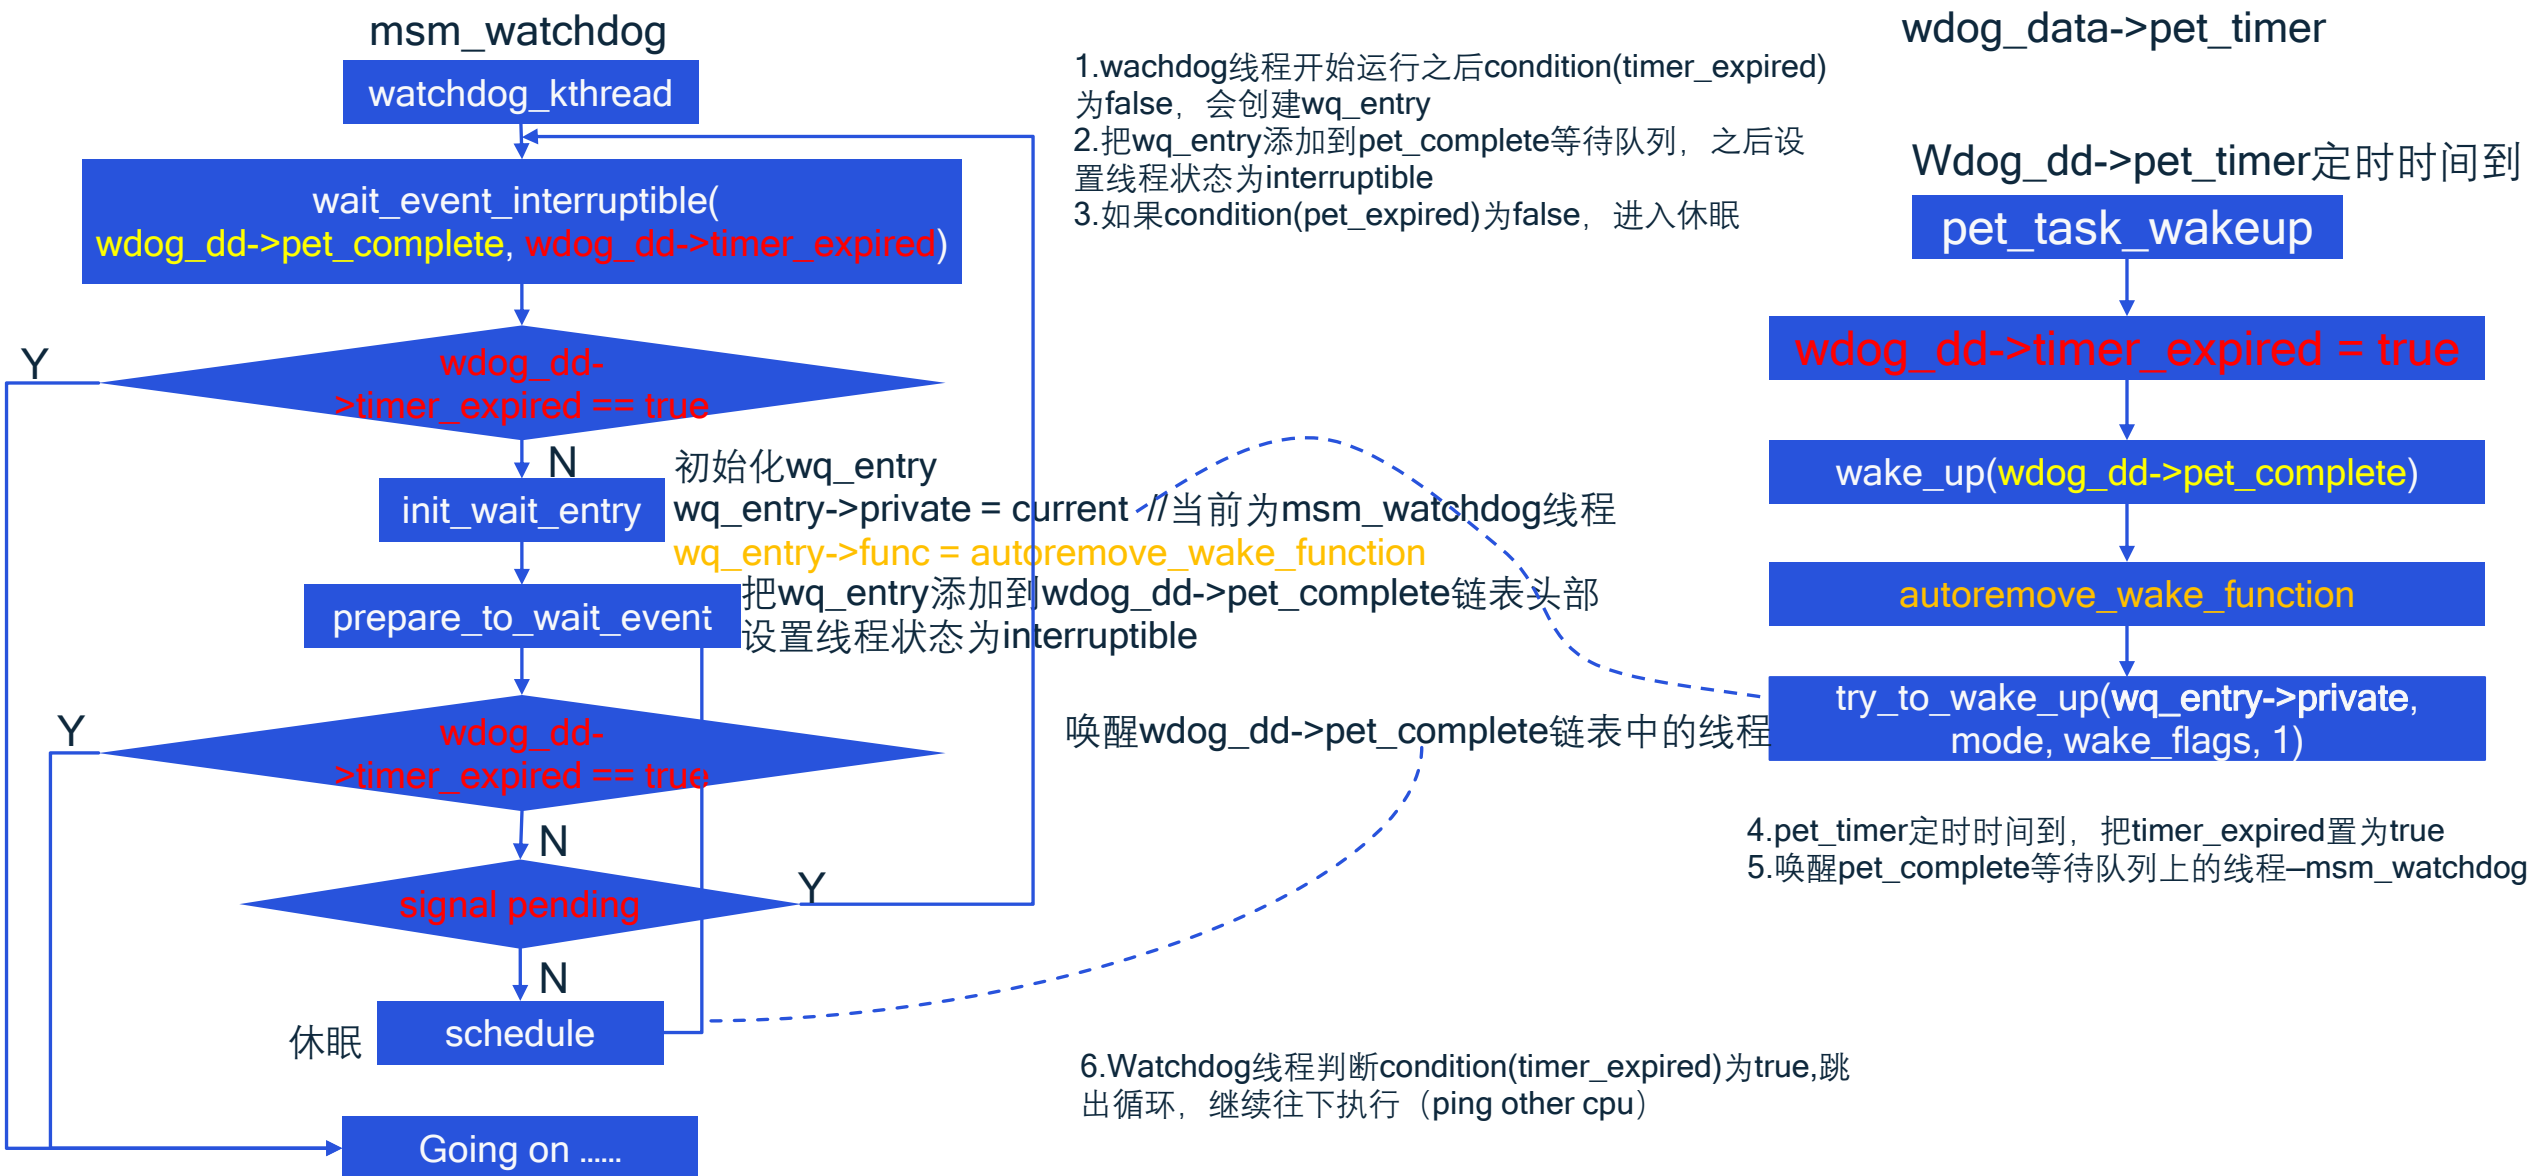 msm_watchdog
watchdog_kthread
wait_event_interruptible(
wdog_dd->pet_complete, wdog_dd->timer_expired)
Y
wdog_dd-
>timer_expired == true
N
init_wait_entry
初始化wq_entry
wq_entry->private = current //当前为msm_watchdog线程
wq_entry->func = autoremove_wake_function
prepare_to_wait_event
把wq_entry添加到wdog_dd->pet_complete链表头部
设置线程状态为interruptible
Y
wdog_dd-
>timer_expired == true
N
signal pending
Y
N
休眠
schedule
Going on ......
1.wachdog线程开始运行之后condition(timer_expired)
为false，会创建wq_entry
2.把wq_entry添加到pet_complete等待队列，之后设
置线程状态为interruptible
3.如果condition(pet_expired)为false，进入休眠
wdog_data->pet_timer
Wdog_dd->pet_timer定时时间到
pet_task_wakeup
wdog_dd->timer_expired = true
wake_up(wdog_dd->pet_complete)
autoremove_wake_function
try_to_wake_up(wq_entry->private,
mode, wake_flags, 1)
唤醒wdog_dd->pet_complete链表中的线程
4.pet_timer定时时间到，把timer_expired置为true
5.唤醒pet_complete等待队列上的线程–msm_watchdog
6.Watchdog线程判断condition(timer_expired)为true,跳
出循环，继续往下执行（ping other cpu）